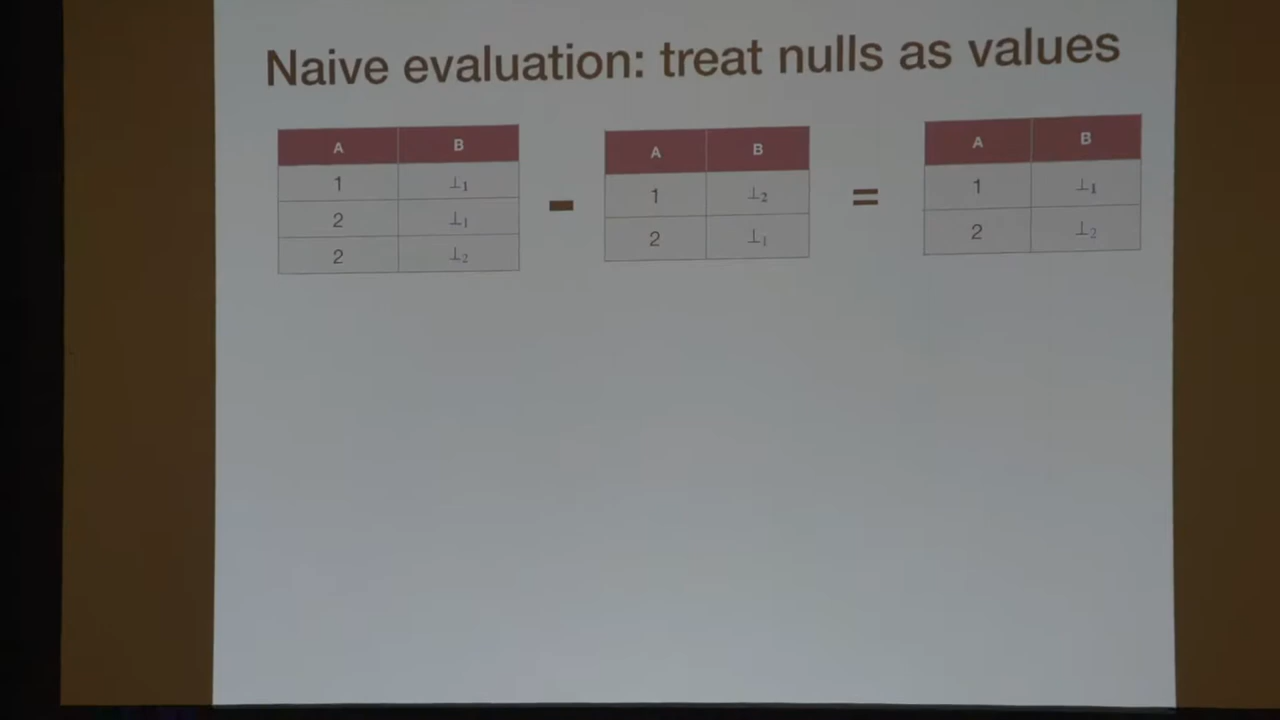 Naive evaluation: treat nulls as values
A B
1 ⊥₁
2 ⊥₁
2 ⊥₂
-
A B
1 ⊥₂
2 ⊥₁
=
A B
1 ⊥₁
2 ⊥₂